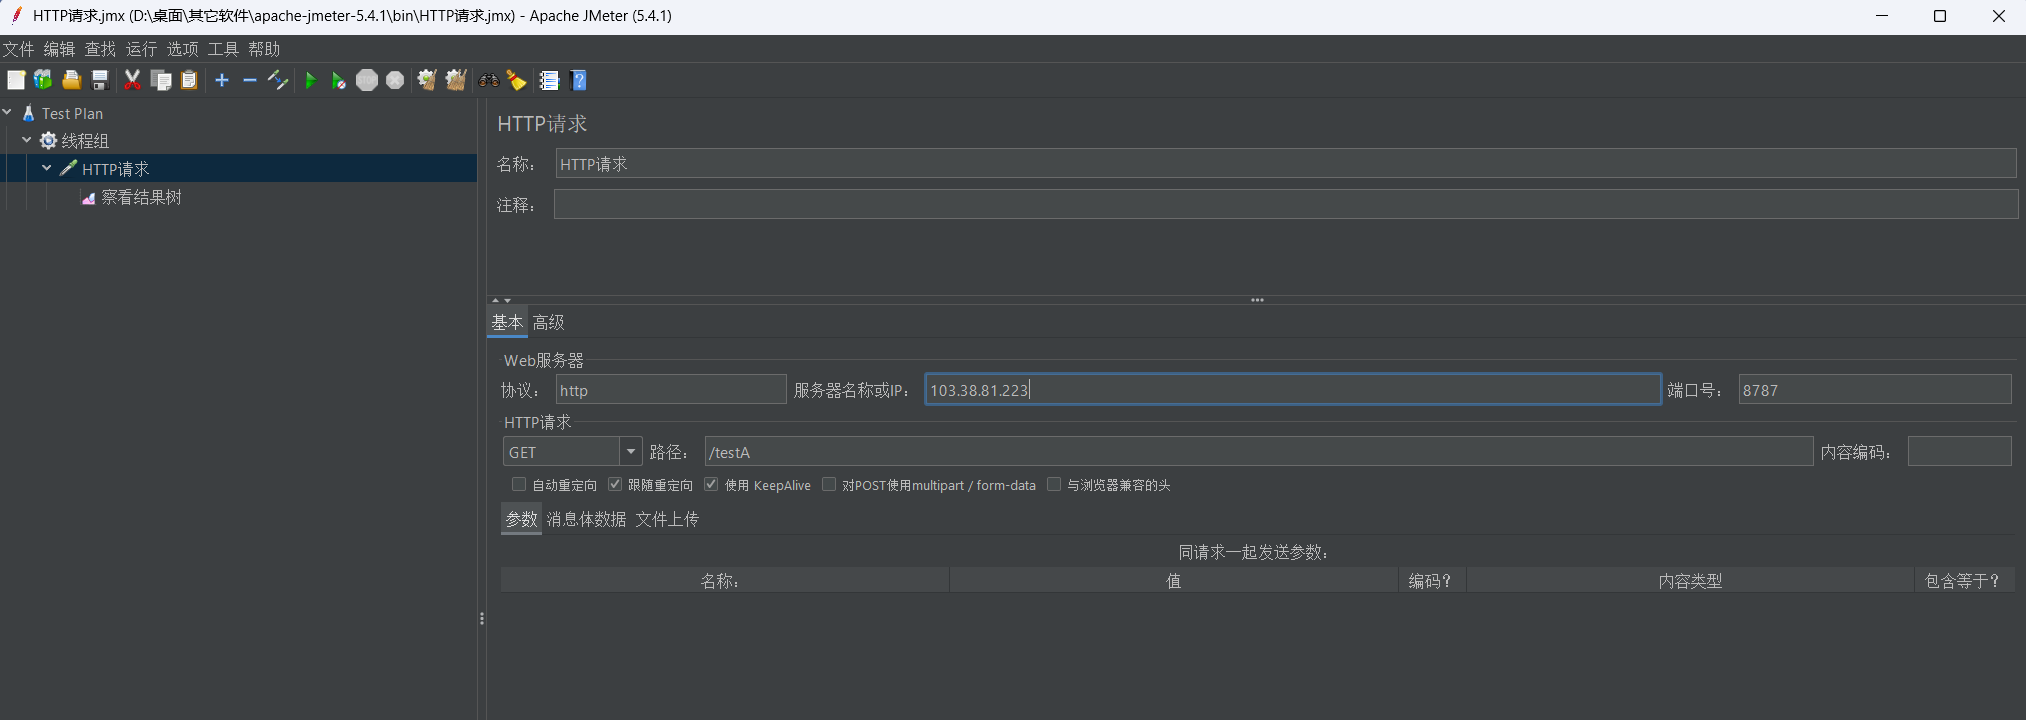 HTTP请求.jmx (D:\桌面\其它软件\apache-jmeter-5.4.1\bin\HTTP请求.jmx) - Apache JMeter (5.4.1)
文件 编辑 查找 运行 选项 工具 帮助
Test Plan
线程组
HTTP请求
察看结果树
HTTP请求
名称： HTTP请求
注释：
基本 高级
Web服务器
协议： http 服务器名称或IP： 103.38.81.223 端口号： 8787
HTTP请求
GET 路径： /testA 内容编码：
自动重定向 跟随重定向 使用 KeepAlive 对POST使用multipart / form-data 与浏览器兼容的头
参数 消息体数据 文件上传
同请求一起发送参数：
名称： 值 编码？ 内容类型 包含等于？